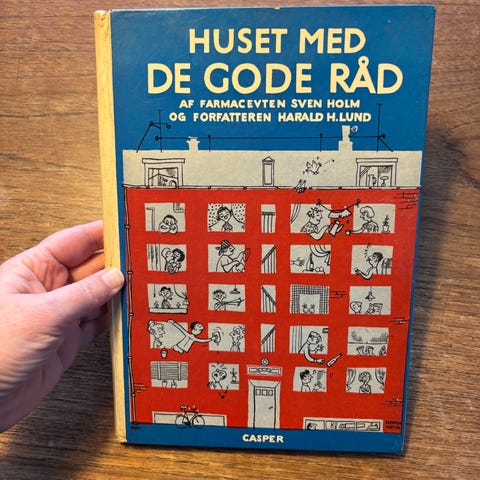 HUSET MED
DE GODE RÅD
AF FARMACEVTEN SVEN HOLM
OG FORFATTEREN HARALD H. LUND
CASPER